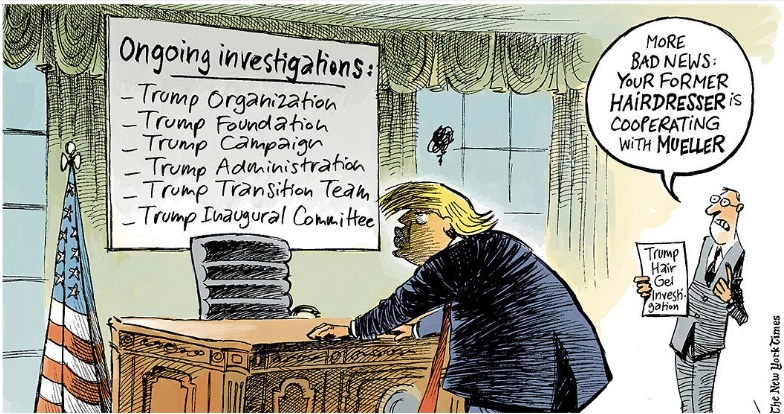 Ongoing investigations:
– Trump Organization
– Trump Foundation
– Trump Campaign
– Trump Administration
– Trump Transition Team
– Trump Inaugural Committee
MORE
BAD NEWS:
YOUR FORMER
HAIRDRESSER is
COOPERATING
WITH MUELLER
Trump
Hair
Gel
Investi-
gation
The New York Times